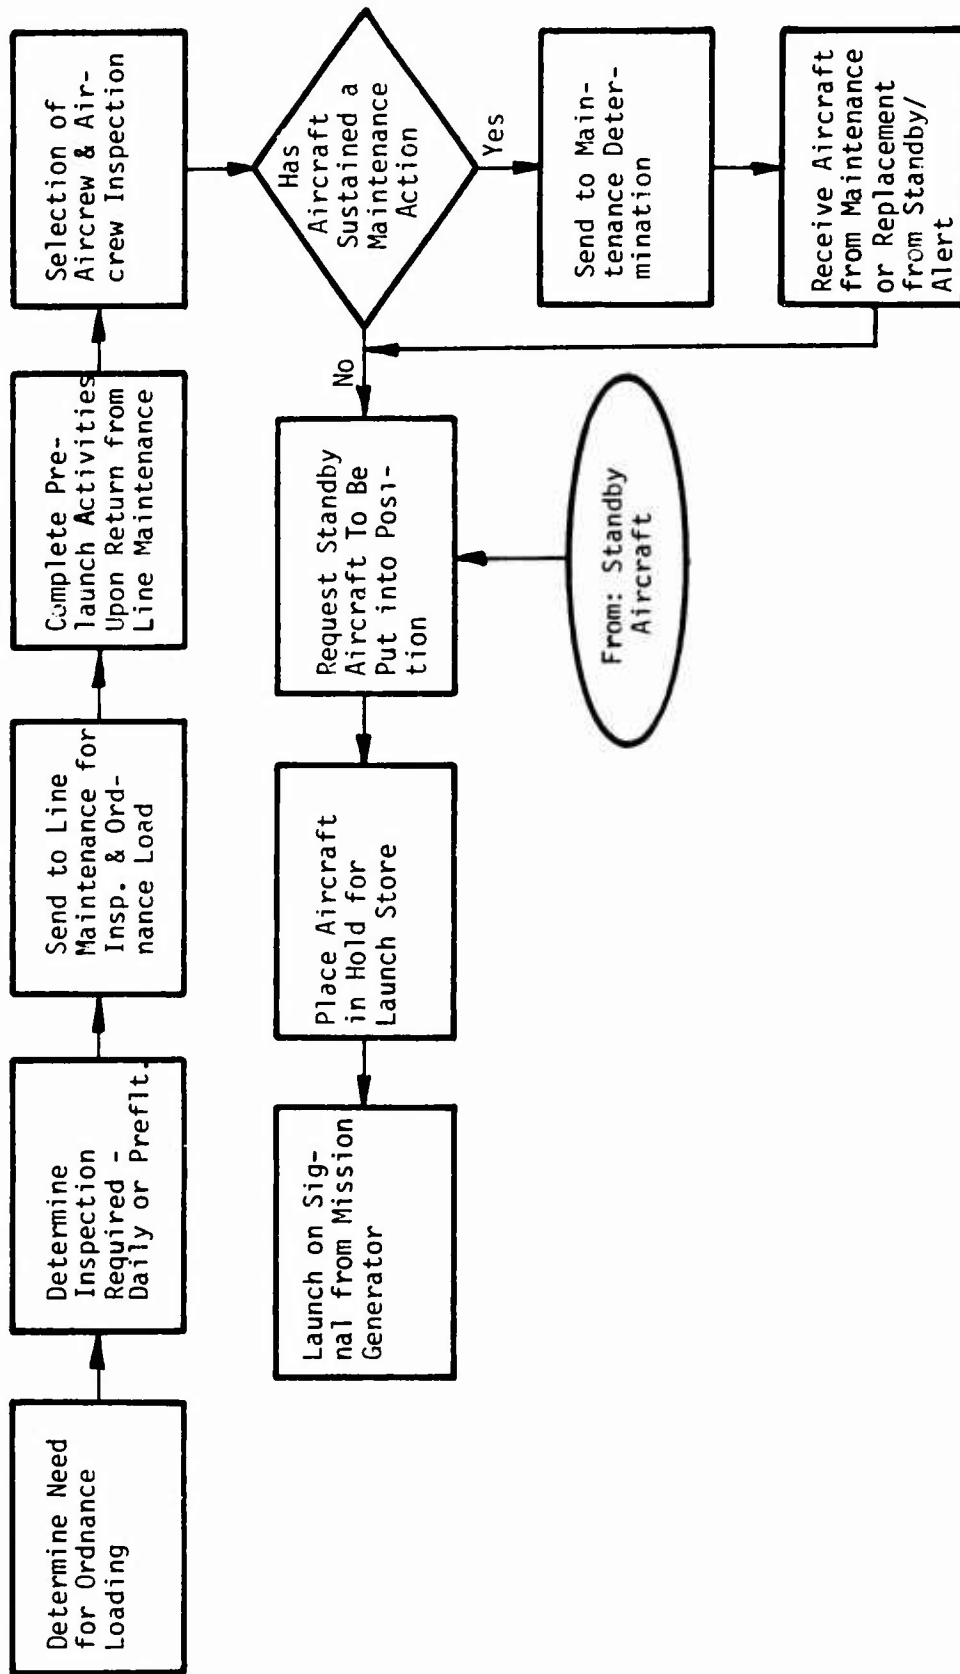 Determine Need
for Ordnance
Loading
Determine
Inspection
Required -
Daily or Preflt.
Send to Line
Maintenance for
Insp. & Ord-
nance Load
Complete Pre-
launch Activities
Upon Return from
Line Maintenance
Selection of
Aircrew & Air-
crew Inspection
Has
Aircraft
Sustained a
Maintenance
Action
Yes
No
Send to Main-
tenance Deter-
mination
Receive Aircraft
from Maintenance
or Replacement
from Standby/
Alert
Request Standby
Aircraft To Be
Put into Posi-
tion
From: Standby
Aircraft
Place Aircraft
in Hold for
Launch Store
Launch on Sig-
nal from Mission
Generator